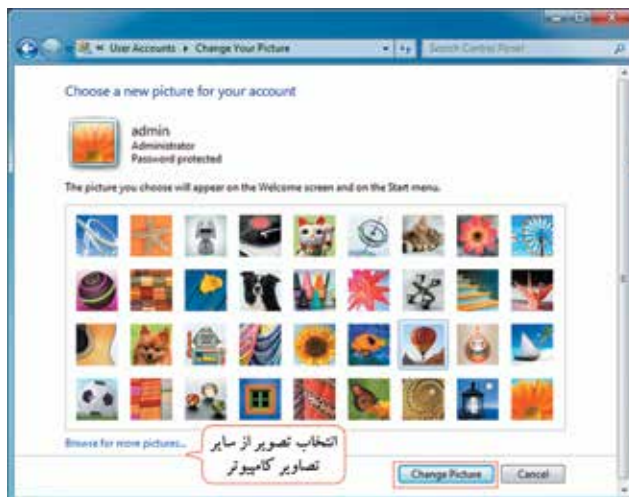 « User Accounts ▸ Change Your Picture
Search Control Panel
Choose a new picture for your account
admin
Administrator
Password protected
The picture you choose will appear on the Welcome screen and on the Start menu.
Browse for more pictures...
انتخاب تصویر از سایر
تصاویر کامپیوتر
Change Picture
Cancel